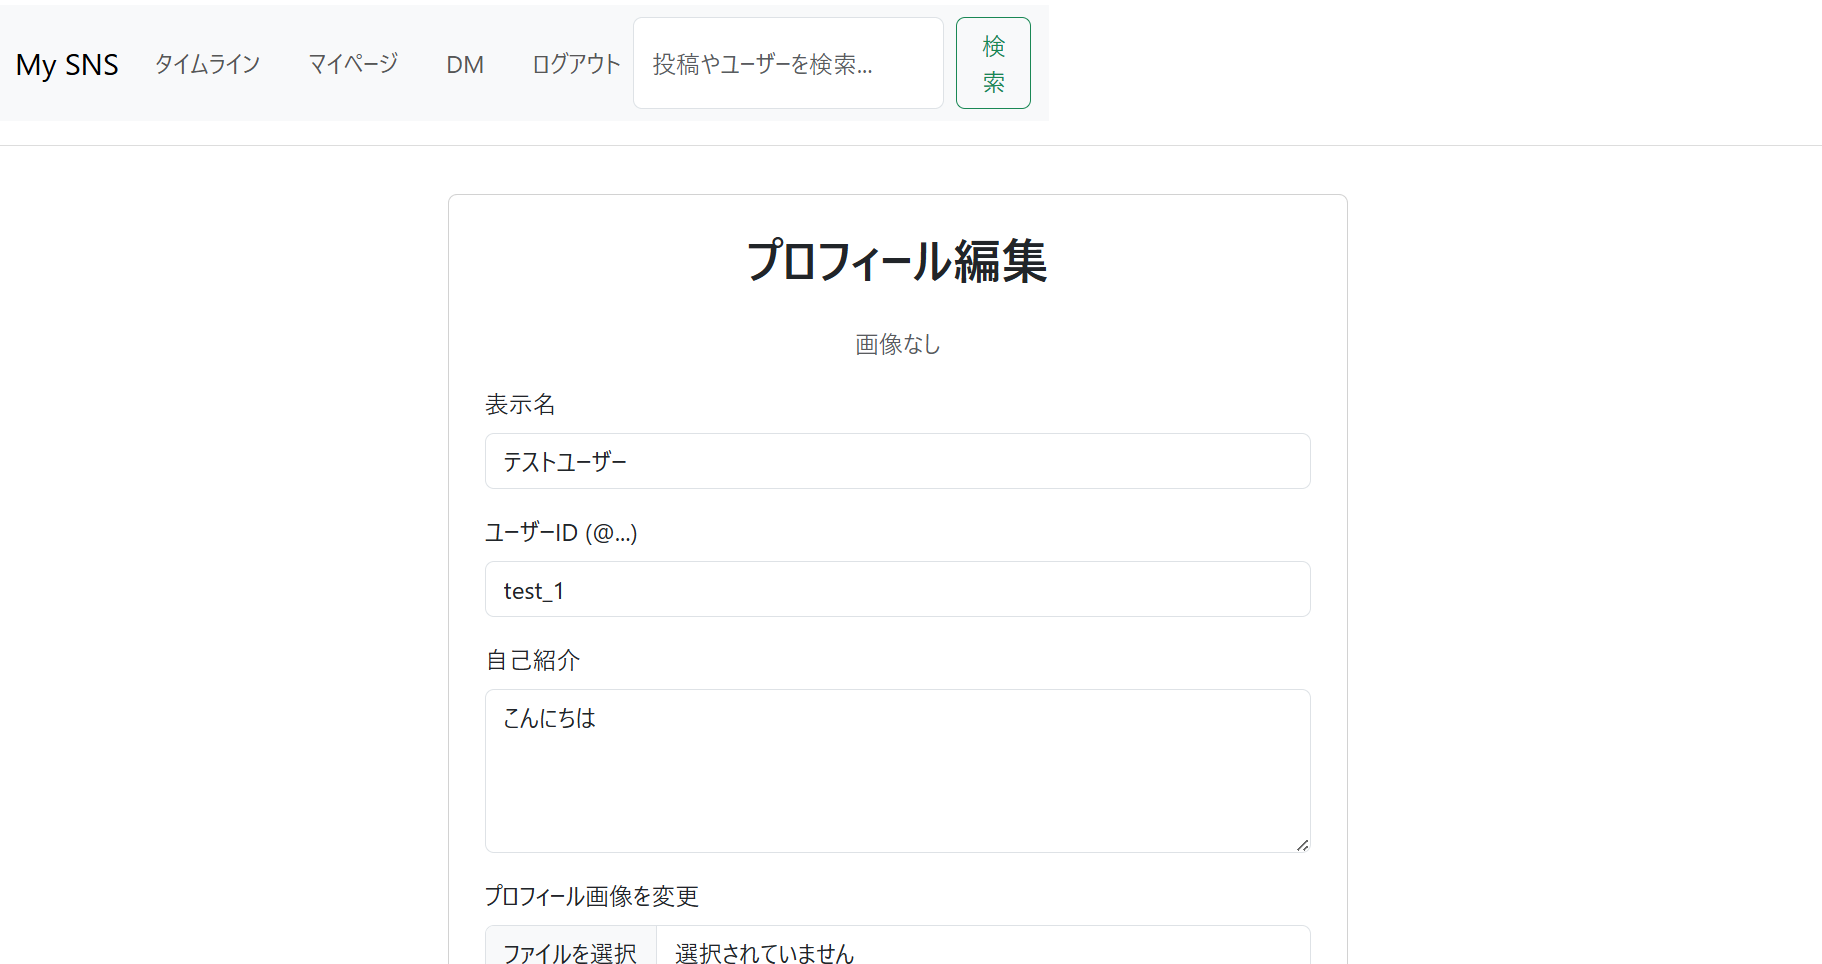 My SNS タイムライン マイページ DM ログアウト 投稿やユーザーを検索... 検索
プロフィール編集
画像なし
表示名
テストユーザー
ユーザーID (@...)
test_1
自己紹介
こんにちは
プロフィール画像を変更
ファイルを選択 選択されていません